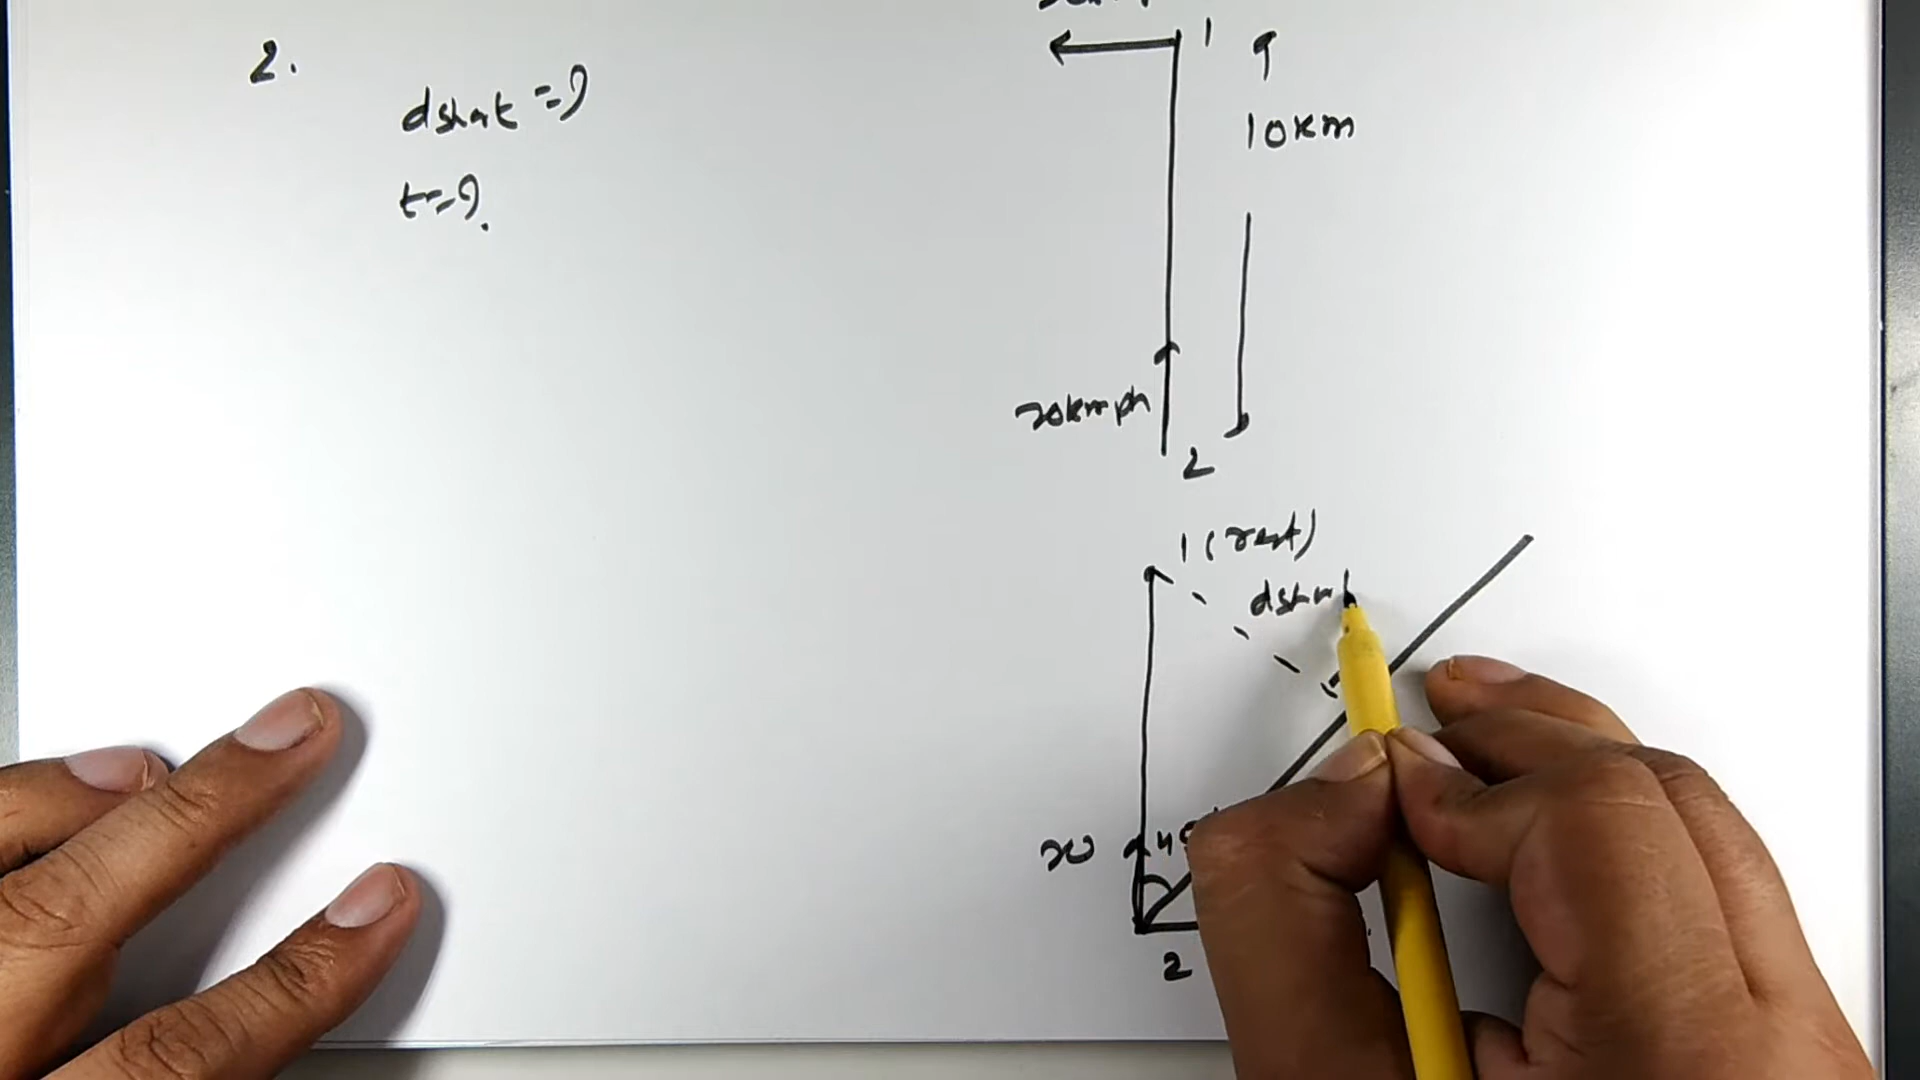 2.
dshot =?
t=?
1
10km
20kmph
2
1 (rest)
dshot
20
45
2